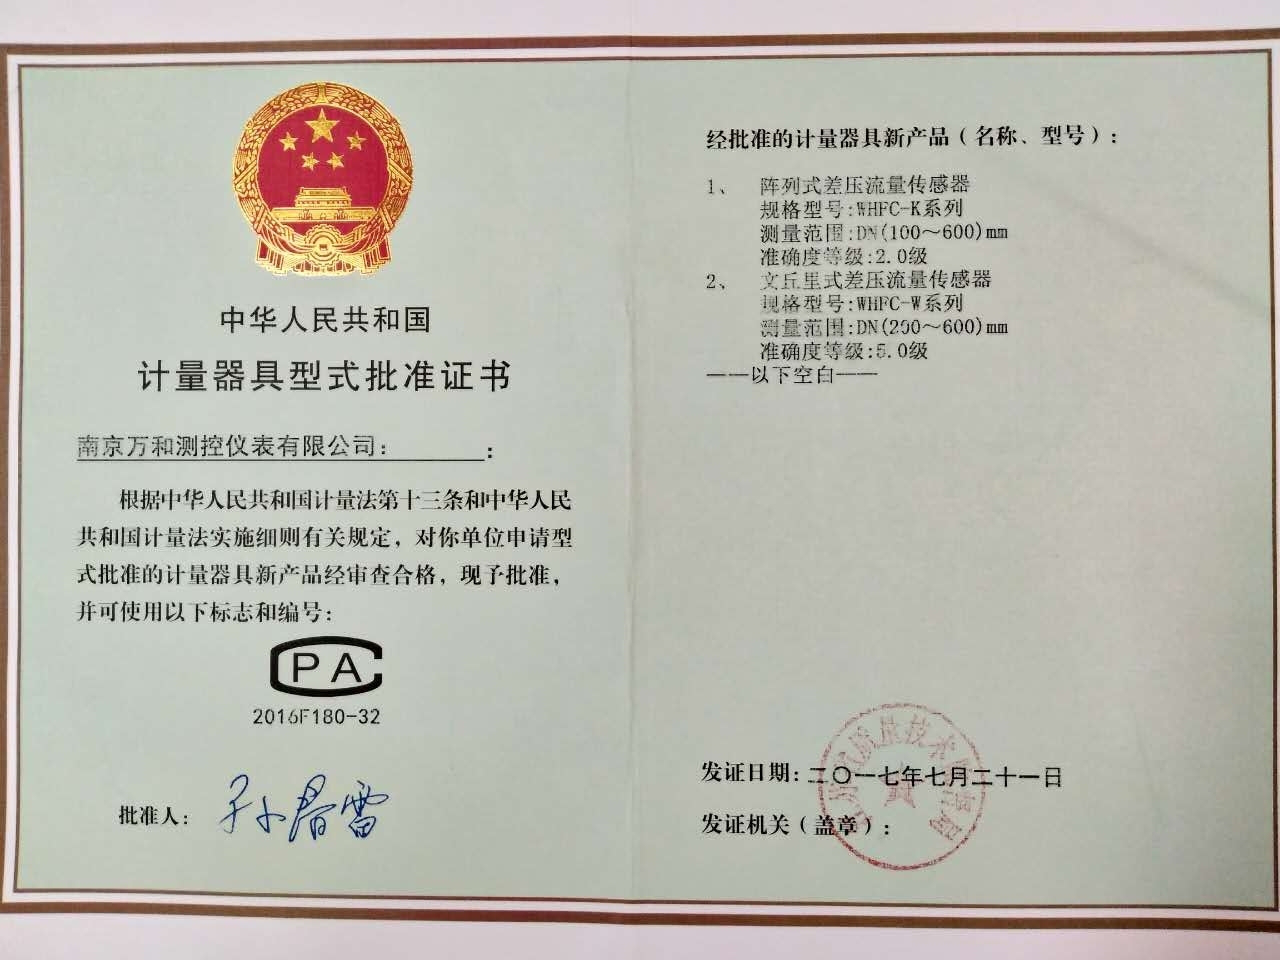 中华人民共和国
计量器具型式批准证书
南京万和测控仪表有限公司： ：
根据中华人民共和国计量法第十三条和中华人民
共和国计量法实施细则有关规定，对你单位申请型
式批准的计量器具新产品经审查合格，现予批准，
并可使用以下标志和编号：
CPA
2016F180-32
批准人：
经批准的计量器具新产品（名称、型号）：
1、 阵列式差压流量传感器
规格型号:WHFC-K系列
测量范围:DN(100～600)mm
准确度等级:2.0级
2、 文丘里式差压流量传感器
规格型号:WHFC-W系列
测量范围:DN(200～600)mm
准确度等级:5.0级
——以下空白——
发证日期：二〇一七年七月二十一日
发证机关（盖章）：